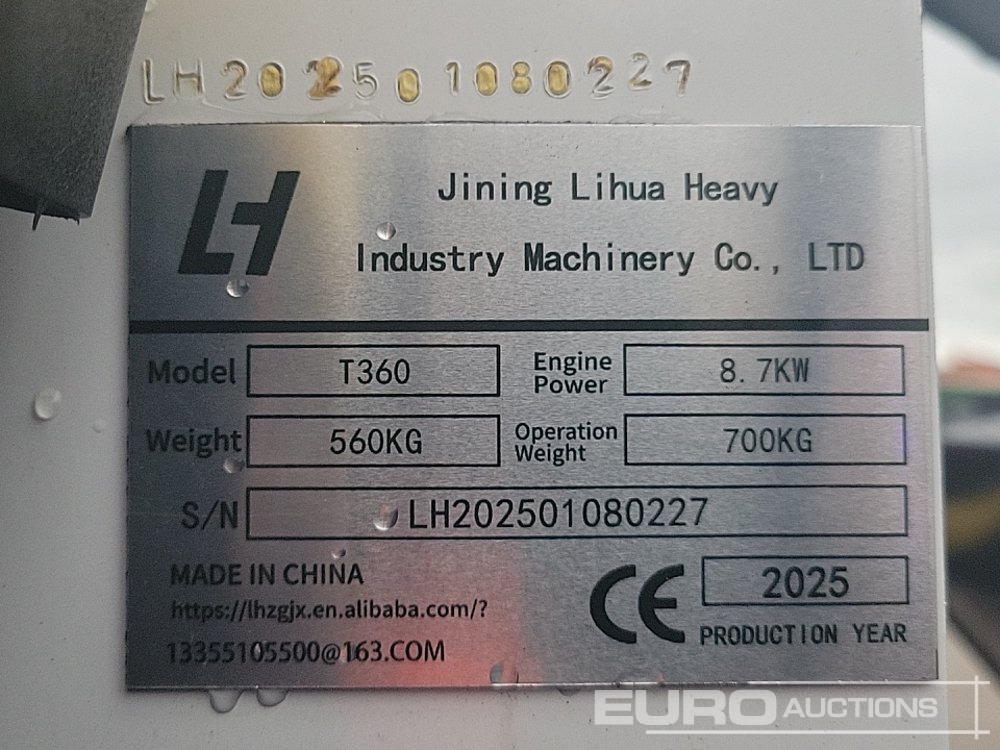 LH202501080227
LH
Jining Lihua Heavy
Industry Machinery Co., LTD
Model T360 Engine Power 8.7KW
Weight 560KG Operation Weight 700KG
S/N LH202501080227
MADE IN CHINA
https://lhzgjx.en.alibaba.com/?
13355105500@163.COM
CE 2025
PRODUCTION YEAR
EURO AUCTIONS